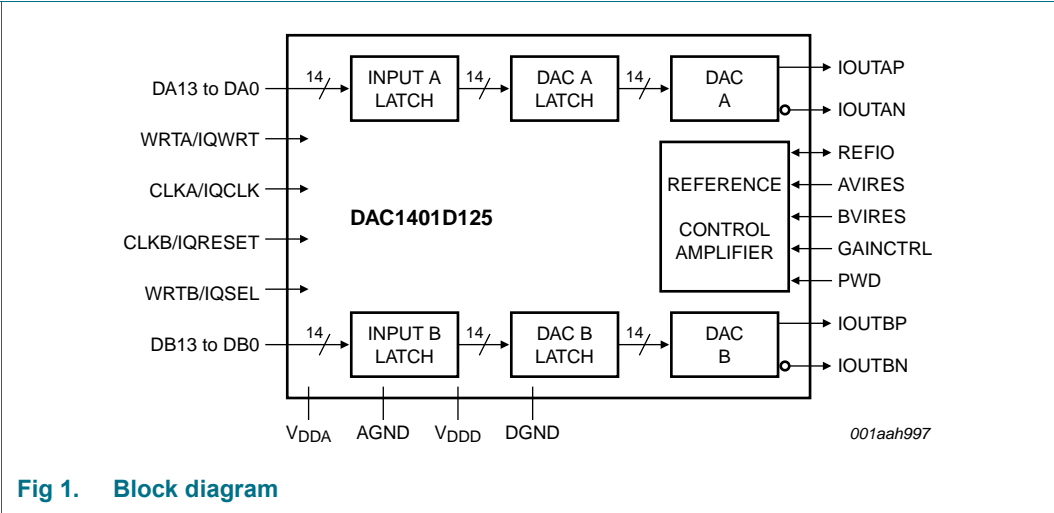 DA13 to DA0
14
INPUT A
LATCH
14
DAC A
LATCH
14
DAC
A
IOUTAP
IOUTAN
WRTA/IQWRT
CLKA/IQCLK
CLKB/IQRESET
WRTB/IQSEL
DAC1401D125
REFERENCE
CONTROL
AMPLIFIER
REFIO
AVIRES
BVIRES
GAINCTRL
PWD
DB13 to DB0
14
INPUT B
LATCH
14
DAC B
LATCH
14
DAC
B
IOUTBP
IOUTBN
VDDA
AGND
VDDD
DGND
001aah997
Fig 1. Block diagram